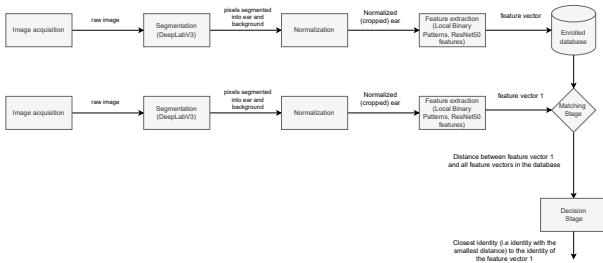 Image acquisition
raw image
Segmentation
(DeepLabV3)
pixels segmented
into ear and
background
Normalization
Normalized
(cropped) ear
Feature extraction
(Local Binary
Patterns, ResNet50
features)
feature vector
Enrolled
database
Image acquisition
raw image
Segmentation
(DeepLabV3)
pixels segmented
into ear and
background
Normalization
Normalized
(cropped) ear
Feature extraction
(Local Binary
Patterns, ResNet50
features)
feature vector 1
Matching
Stage
Distance between feature vector 1
and all feature vectors in the database
Decision
Stage
Closest identity (i.e identity with the
smallest distance) to the identity of
the feature vector 1